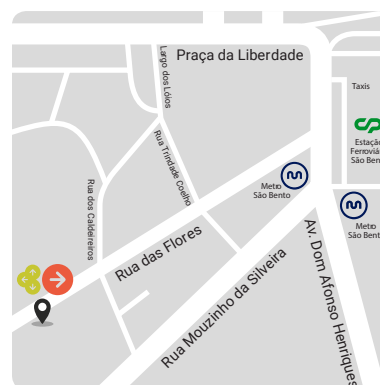 Praça da Liberdade
Largo dos Lóios
Taxis
Rua Trindade Coelho
Estação
Ferroviá
São Ben
Metro
São Bento
Rua dos Caldeireiros
Metro
São Bent
Rua das Flores
Av. Dom Afonso Henriques
Rua Mouzinho da Silveira